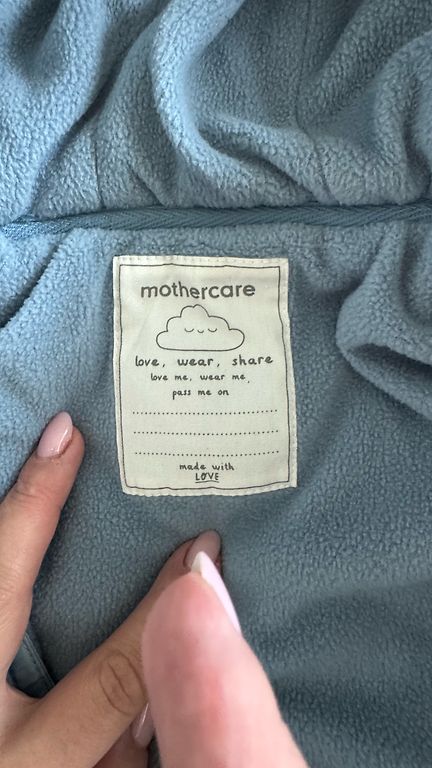 mothercare
love, wear, share
love me, wear me,
pass me on
made with
LOVE